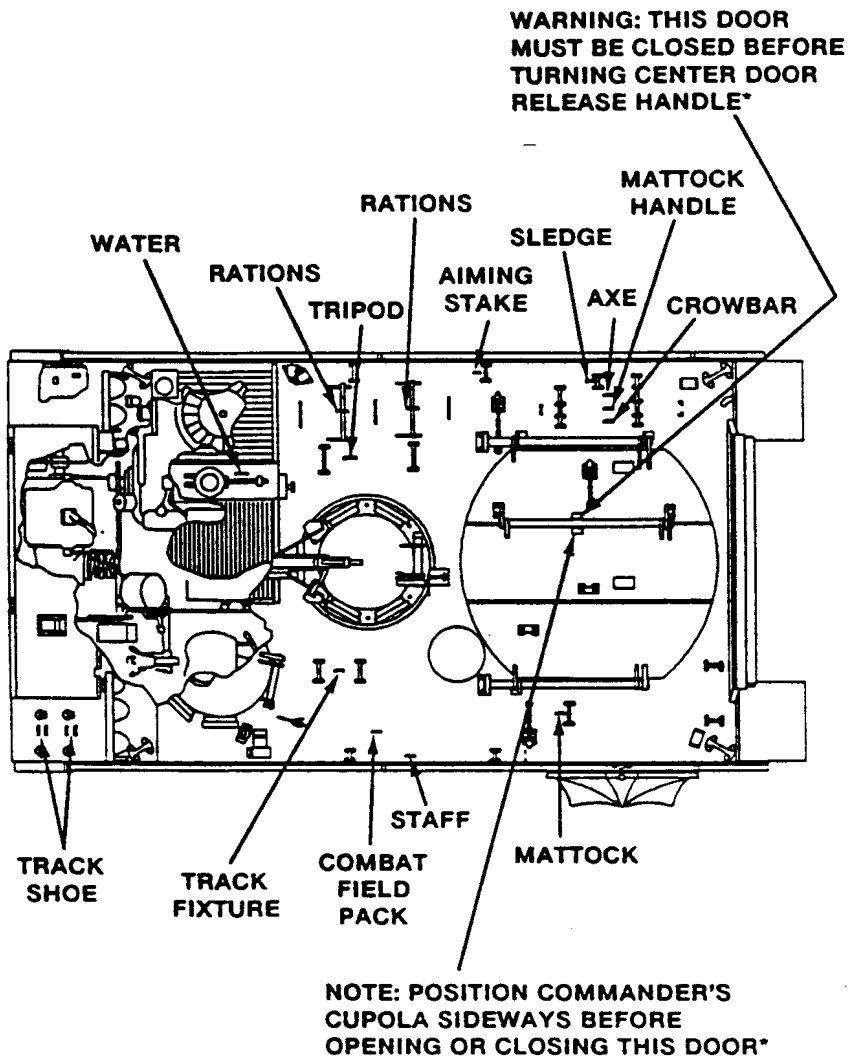 WARNING: THIS DOOR
MUST BE CLOSED BEFORE
TURNING CENTER DOOR
RELEASE HANDLE*
MATTOCK
HANDLE
RATIONS
SLEDGE
WATER
RATIONS
AIMING
STAKE
AXE
TRIPOD
CROWBAR
STAFF
TRACK
SHOE
TRACK
FIXTURE
COMBAT
FIELD
PACK
MATTOCK
NOTE: POSITION COMMANDER'S
CUPOLA SIDEWAYS BEFORE
OPENING OR CLOSING THIS DOOR*